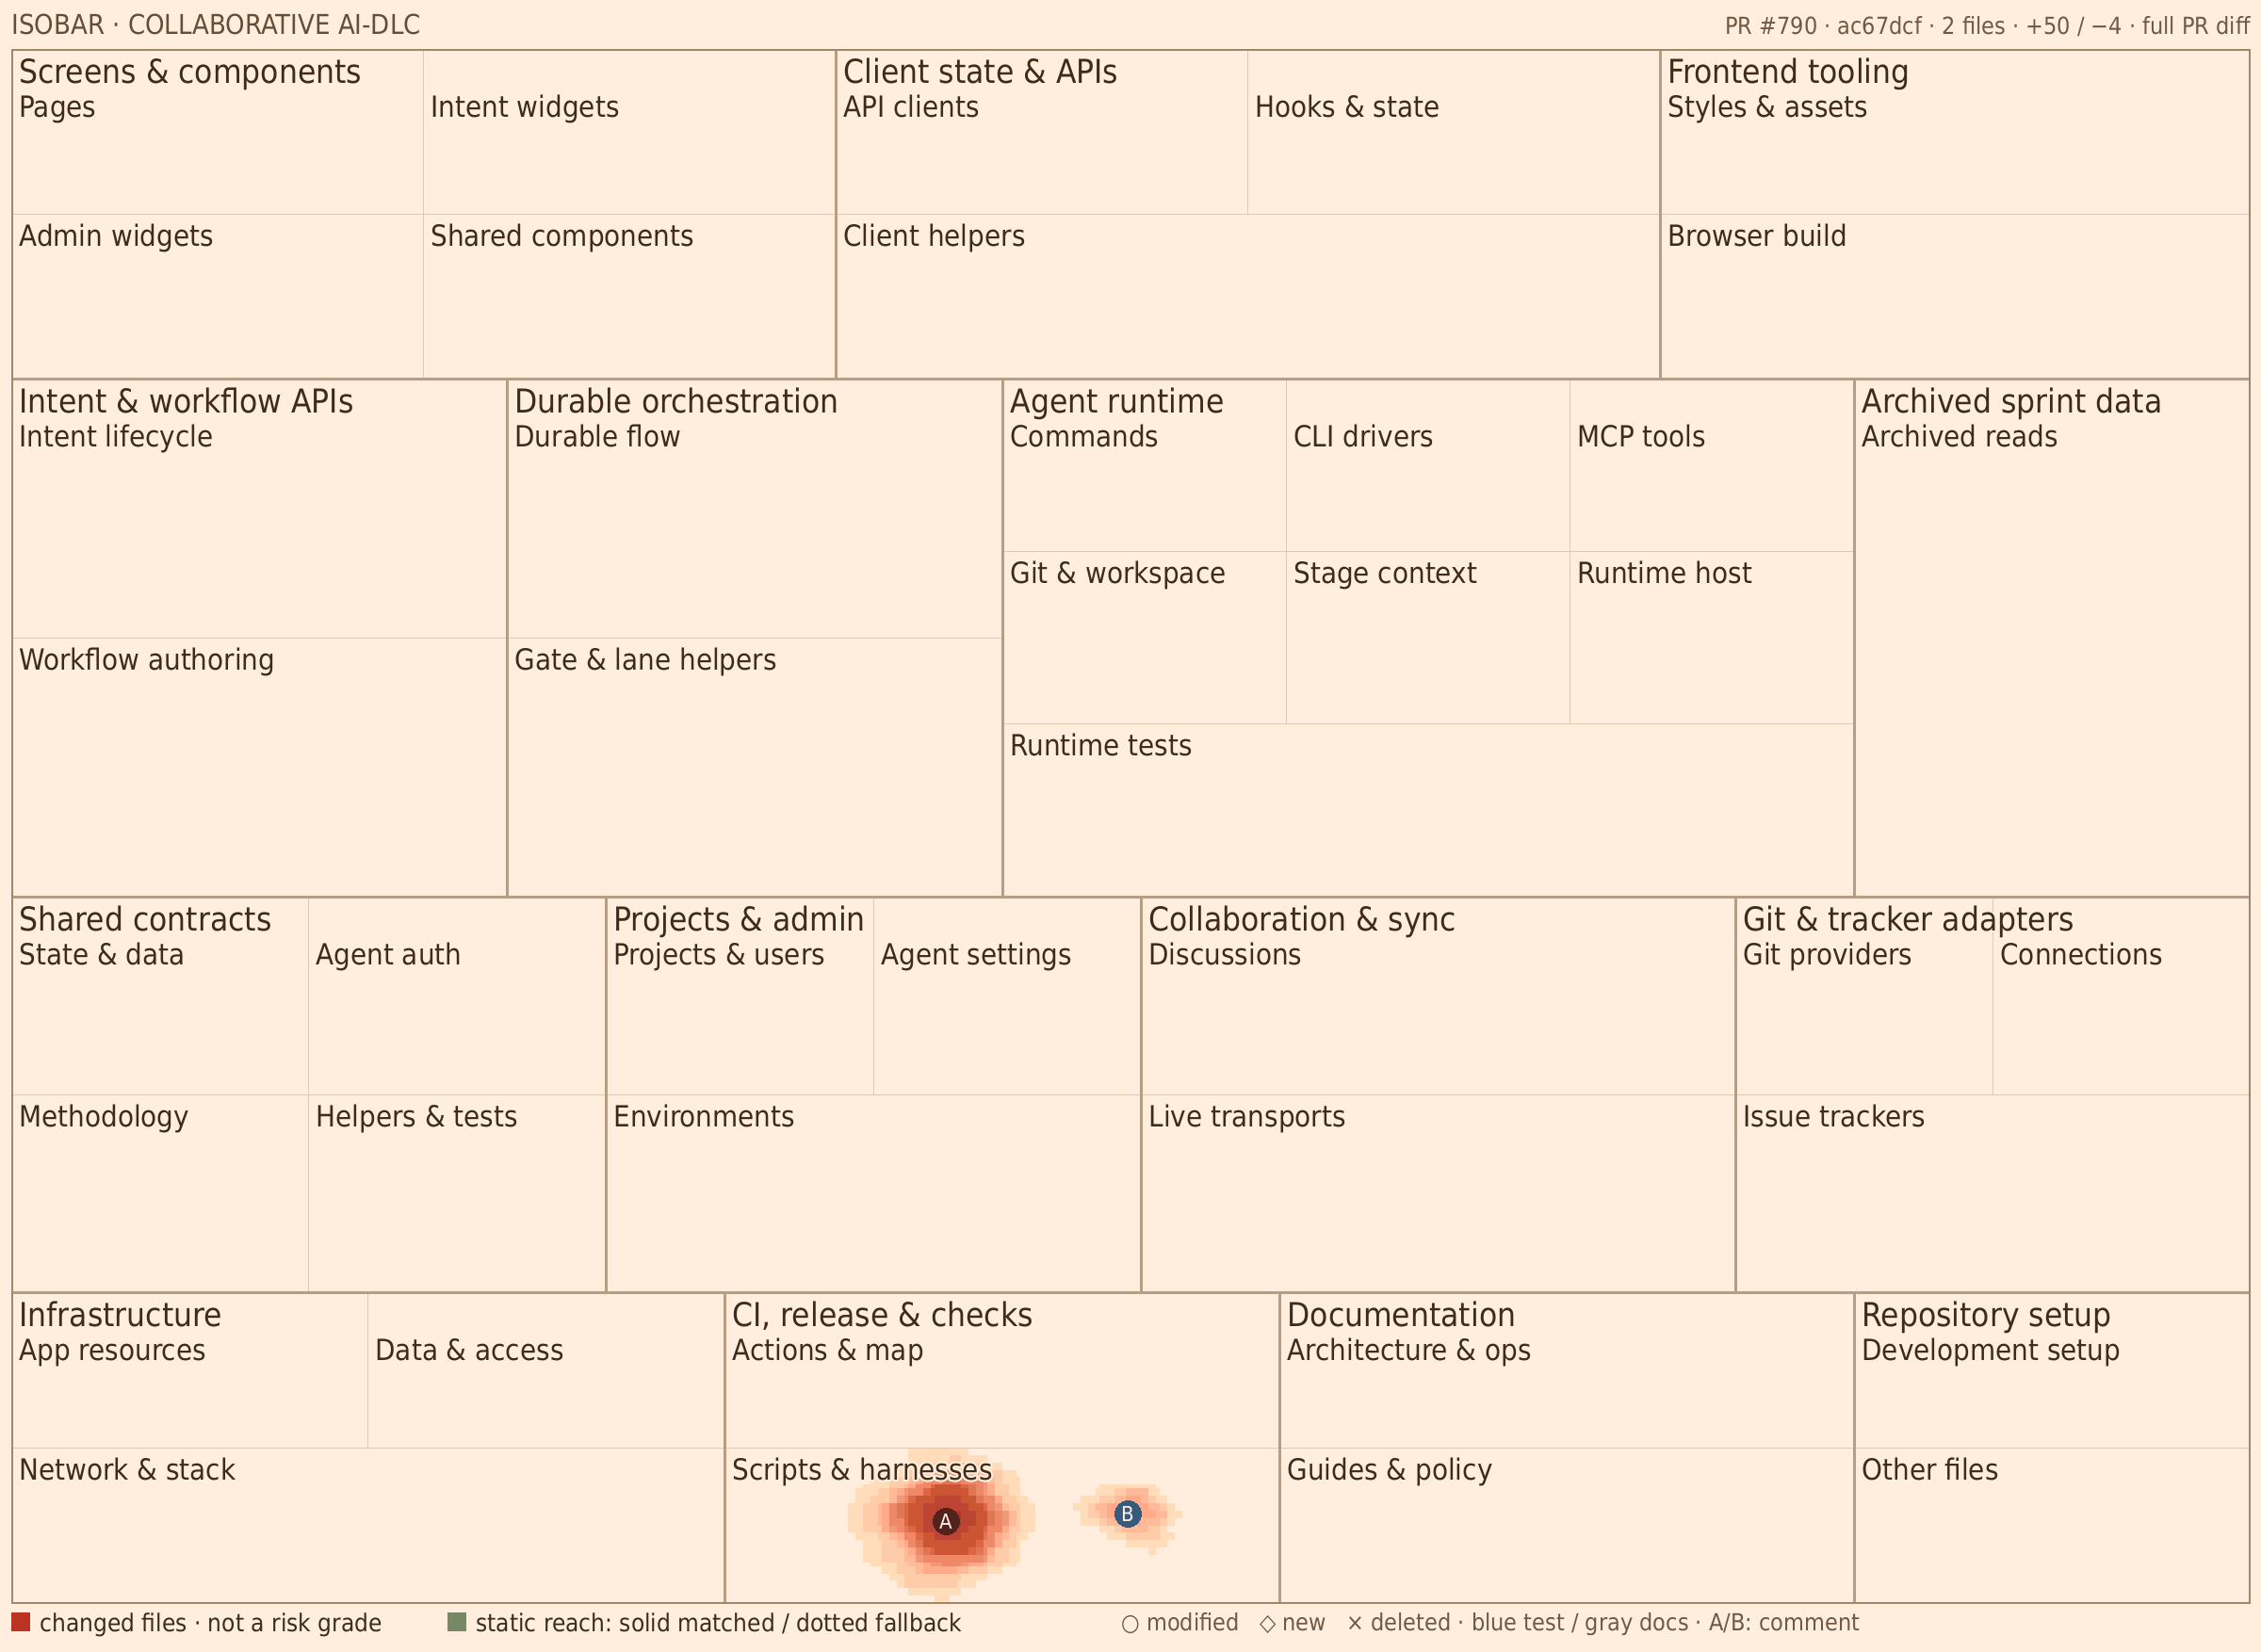 ISOBAR · COLLABORATIVE AI-DLC
PR #790 · ac67dcf · 2 files · +50 / −4 · full PR diff
Screens & components
Pages
Intent widgets
Admin widgets
Shared components
Client state & APIs
API clients
Hooks & state
Client helpers
Frontend tooling
Styles & assets
Browser build
Intent & workflow APIs
Intent lifecycle
Workflow authoring
Durable orchestration
Durable flow
Gate & lane helpers
Agent runtime
Commands
CLI drivers
MCP tools
Git & workspace
Stage context
Runtime host
Runtime tests
Archived sprint data
Archived reads
Shared contracts
State & data
Agent auth
Methodology
Helpers & tests
Projects & admin
Projects & users
Agent settings
Environments
Collaboration & sync
Discussions
Live transports
Git & tracker adapters
Git providers
Connections
Issue trackers
Infrastructure
App resources
Data & access
Network & stack
CI, release & checks
Actions & map
Scripts & harnesses
A
B
Documentation
Architecture & ops
Guides & policy
Repository setup
Development setup
Other files
changed files · not a risk grade
static reach: solid matched / dotted fallback
○ modified ◇ new × deleted · blue test / gray docs · A/B: comment